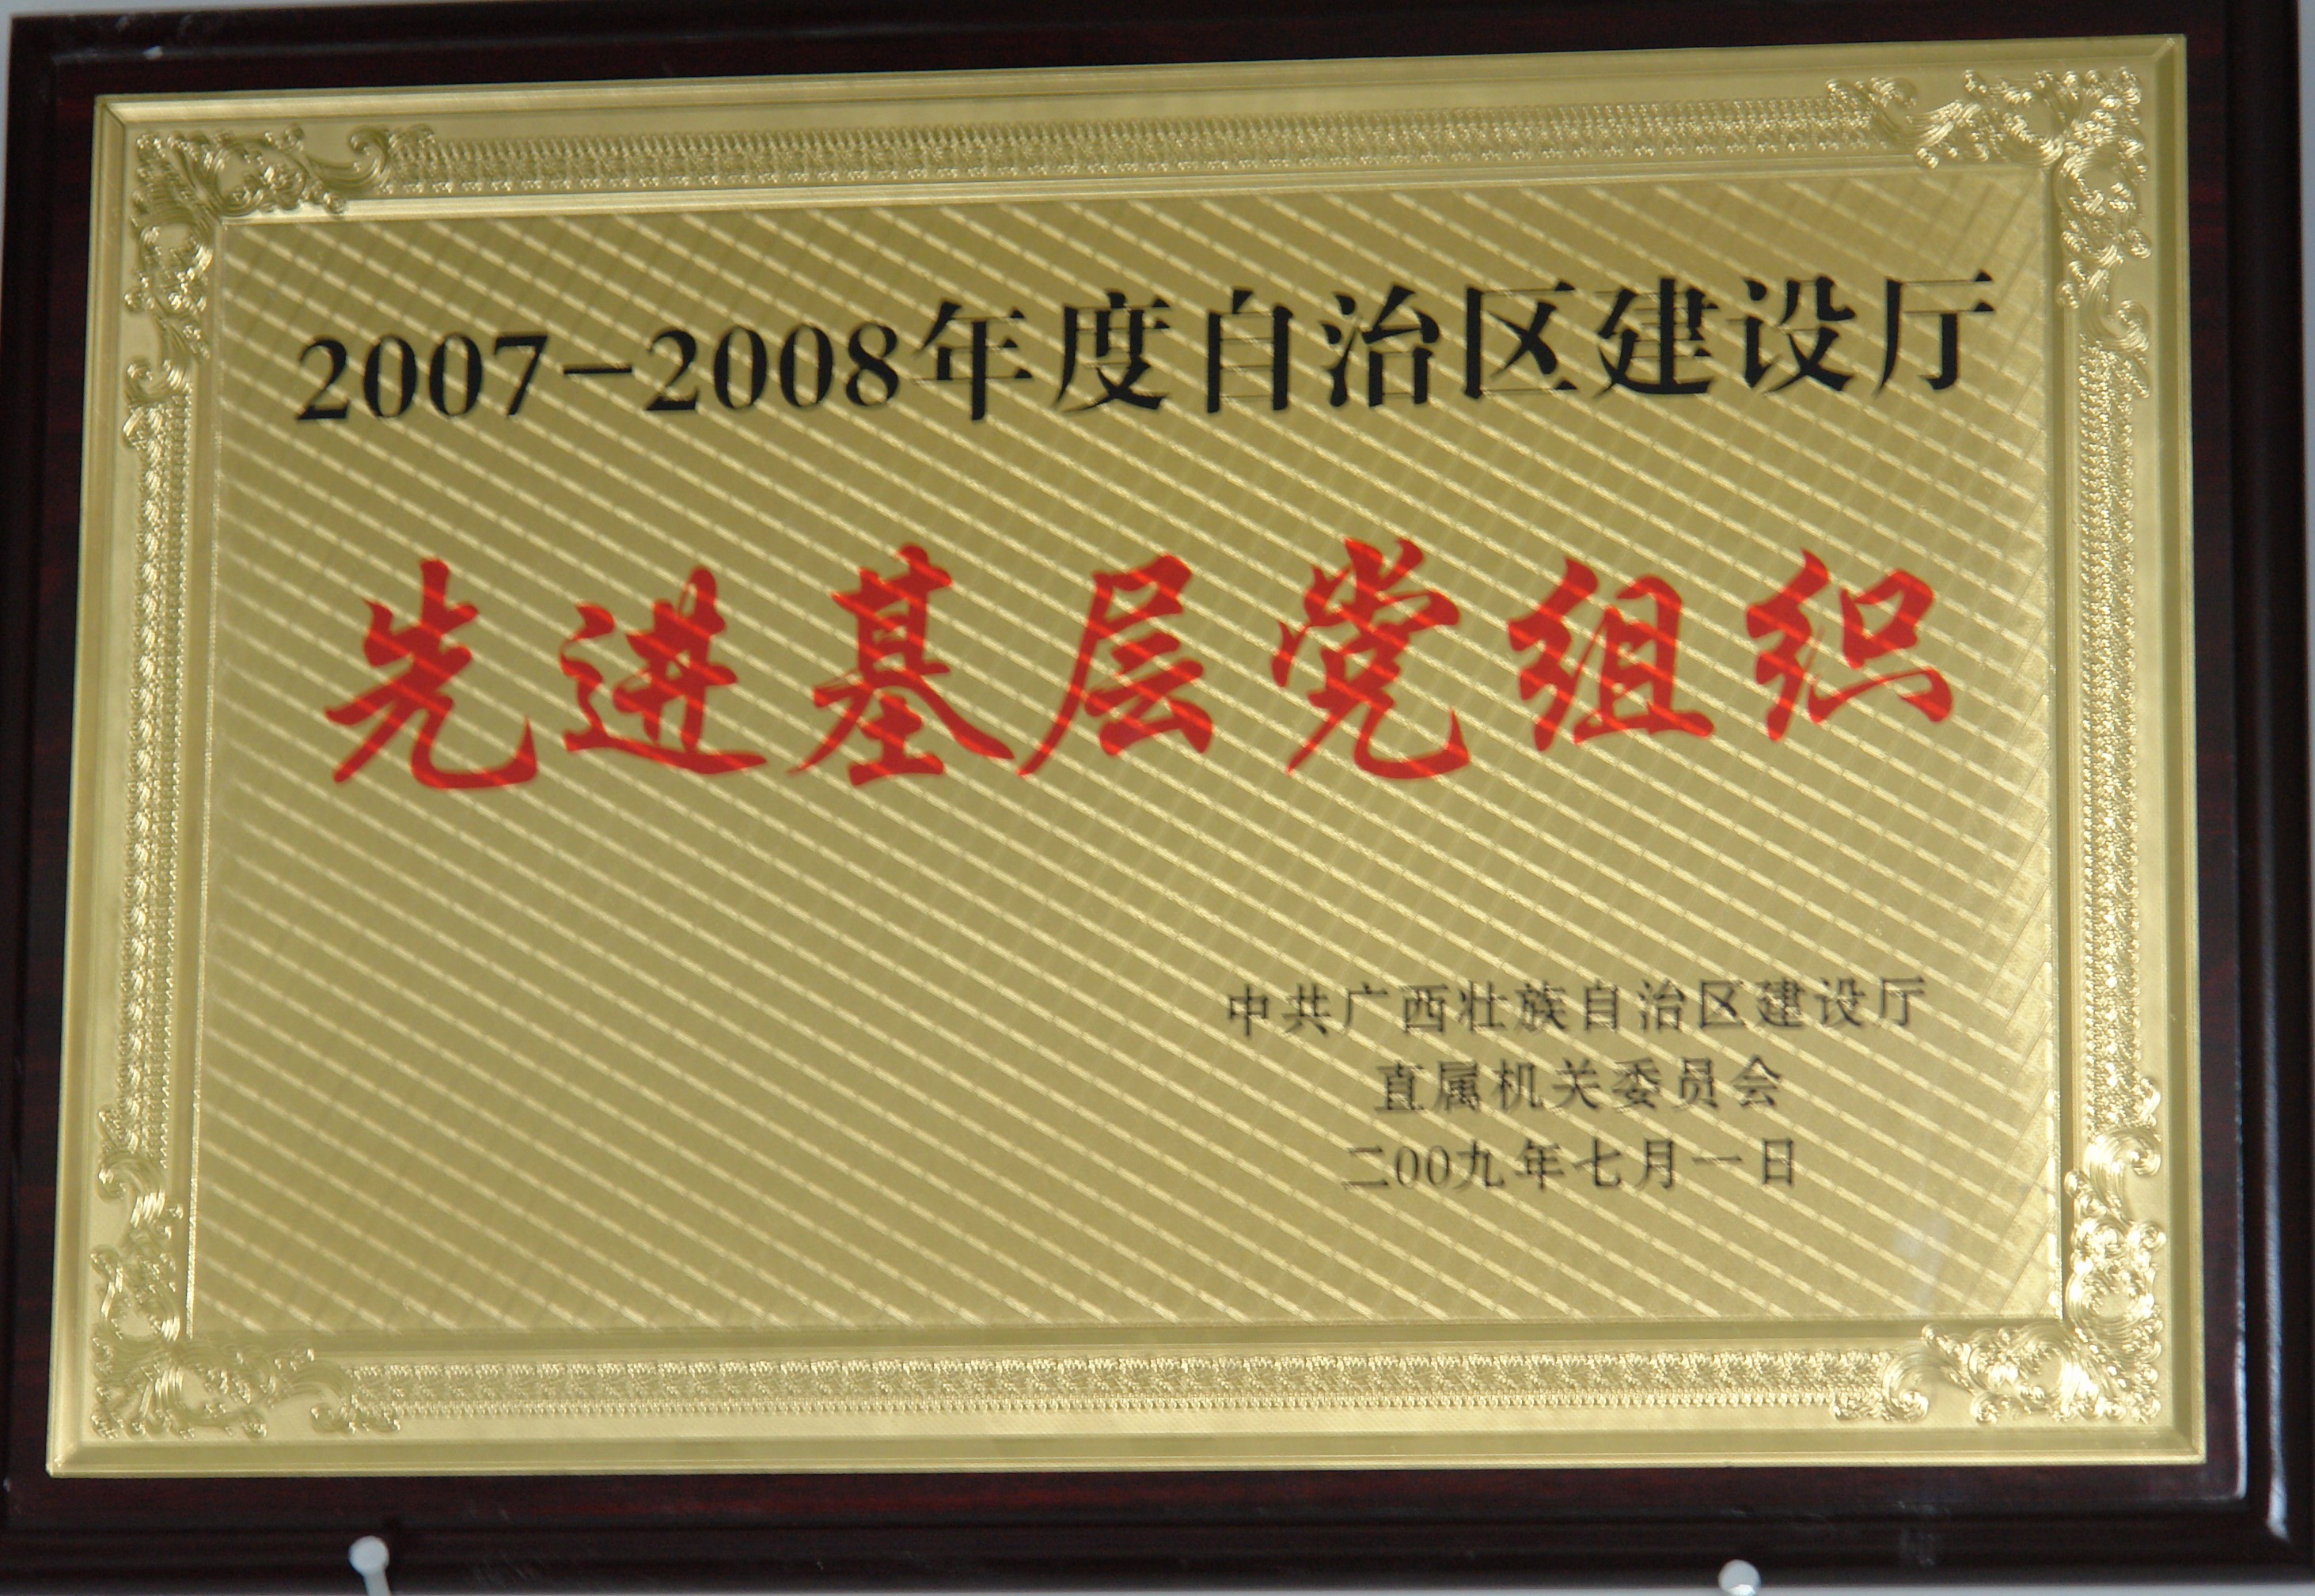 2007-2008年度自治区建设厅
先进基层党组织
中共广西壮族自治区建设厅
直属机关委员会
二00九年七月一日